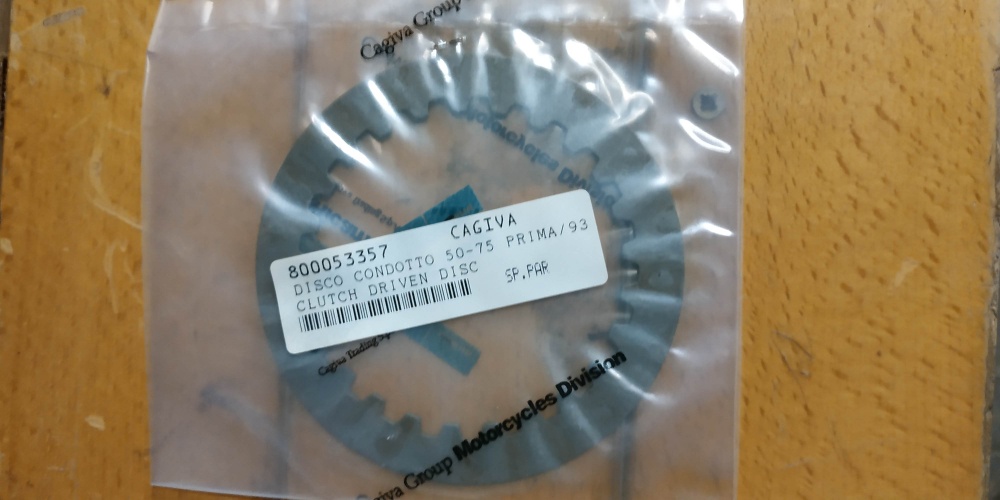 Cagiva Group
Motorcycles Division
CAGIVA
800053357
DISCO CONDOTTO 50-75 PRIMA/93
CLUTCH DRIVEN DISC SP.PAR
Cagiva Trading
Cagiva Group Motorcycles Division